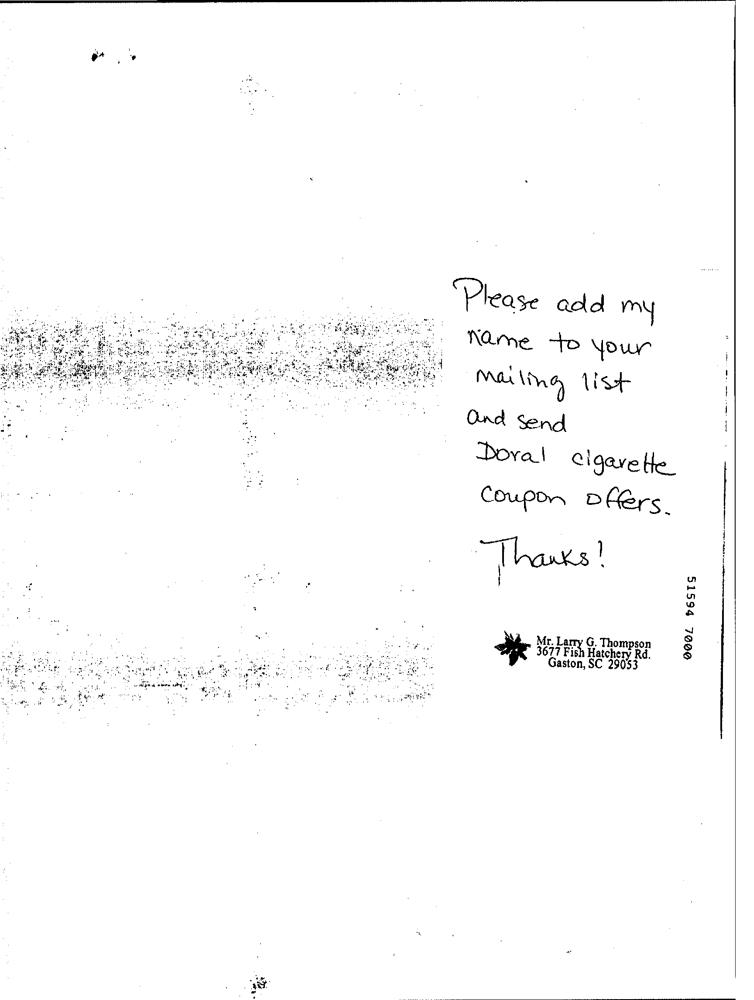 Please add my
name to your
mailing list
and send
Doral cigarette
coupon offers.
Thanks!
Mr. Larry G. Thompson
3677 Fish Hatchery Rd.
Gaston, SC 29053
51594 7000